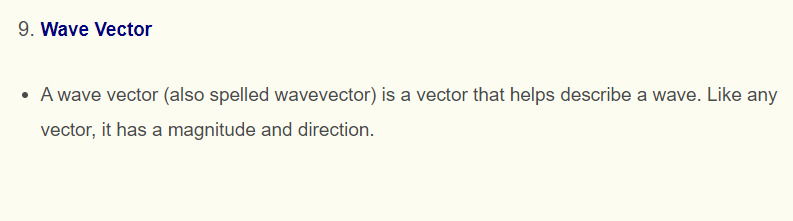 9. Wave Vector
• A wave vector (also spelled wavevector) is a vector that helps describe a wave. Like any
vector, it has a magnitude and direction.